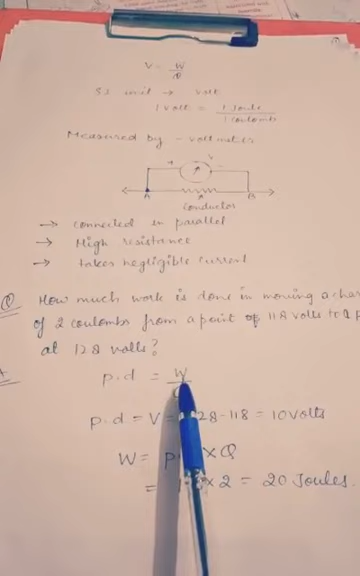 V = W / Q
SI unit → volt
1 volt = 1 Joule / 1 coulomb
Measured by - voltmeter
+ V -
A B
conductor
→ connected in parallel
→ High resistance
→ takes negligible current
Q How much work is done in moving a char
of 2 coulombs from a point of 118 volts to a p
at 128 volts?
A
p.d = W
p.d = V = 28-118 = 10 volts
W = p × Q
= × 2 = 20 Joules.